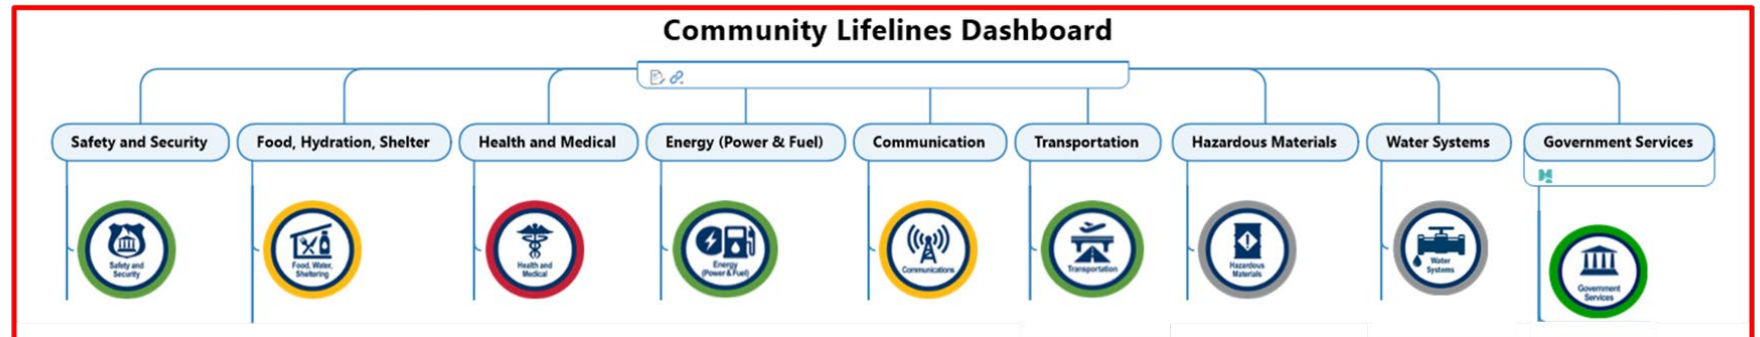 Community Lifelines Dashboard
Safety and Security
Food, Hydration, Shelter
Health and Medical
Energy (Power & Fuel)
Communication
Transportation
Hazardous Materials
Water Systems
Government Services
Safety and
Security
Food, Water,
Sheltering
Health and
Medical
Energy
(Power & Fuel)
Communications
Transportation
Hazardous
Materials
Water
Systems
Government
Services